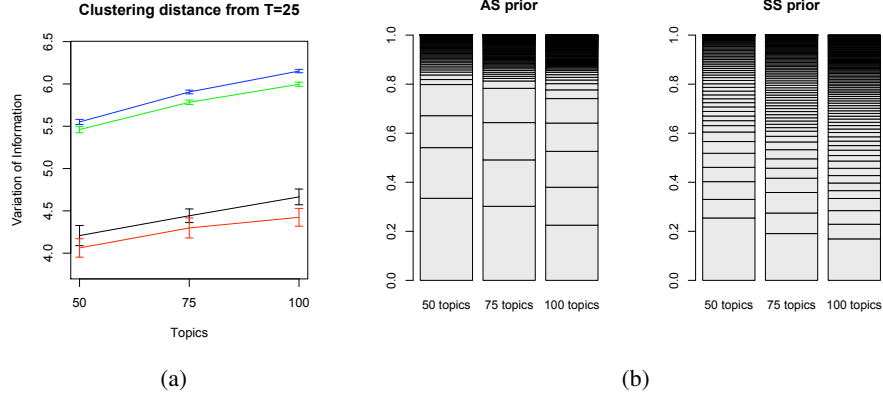 Clustering distance from T=25
Variation of Information
6.5
6.0
5.5
5.0
4.5
4.0
50 75 100
Topics
(a)
AS prior
1.0
0.8
0.6
0.4
0.2
0.0
50 topics 75 topics 100 topics
SS prior
1.0
0.8
0.6
0.4
0.2
0.0
50 topics 75 topics 100 topics
(b)